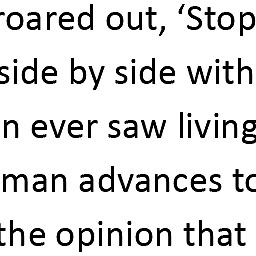 roared out, ‘Stop
side by side with
n ever saw living
man advances to
the opinion that